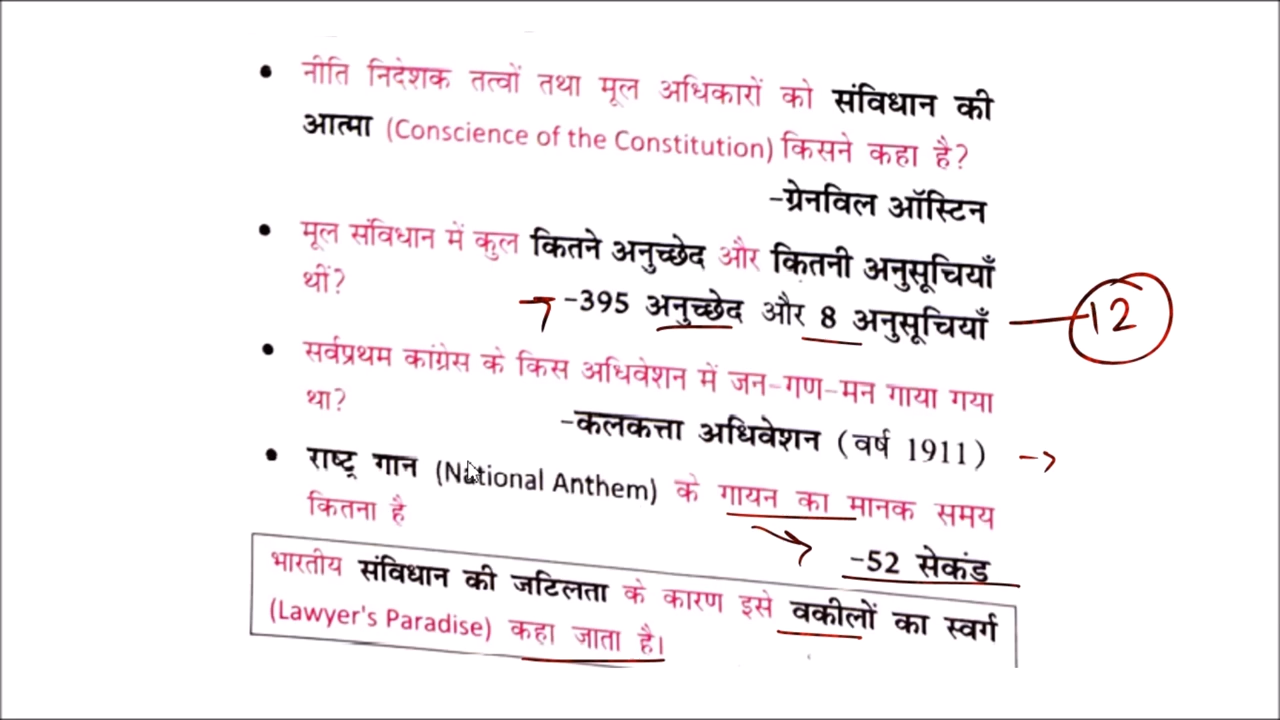 • नीति निदेशक तत्वों तथा मूल अधिकारों को संविधान की
आत्मा (Conscience of the Constitution) किसने कहा है?
-ग्रेनविल ऑस्टिन
• मूल संविधान में कुल कितने अनुच्छेद और कितनी अनुसूचियाँ
थीं?
-395 अनुच्छेद और 8 अनुसूचियाँ — 12
• सर्वप्रथम कांग्रेस के किस अधिवेशन में जन-गण-मन गाया गया
था?
-कलकत्ता अधिवेशन (वर्ष 1911)
• राष्ट्र गान (National Anthem) के गायन का मानक समय
कितना है
-52 सेकंड
भारतीय संविधान की जटिलता के कारण इसे वकीलों का स्वर्ग
(Lawyer's Paradise) कहा जाता है।